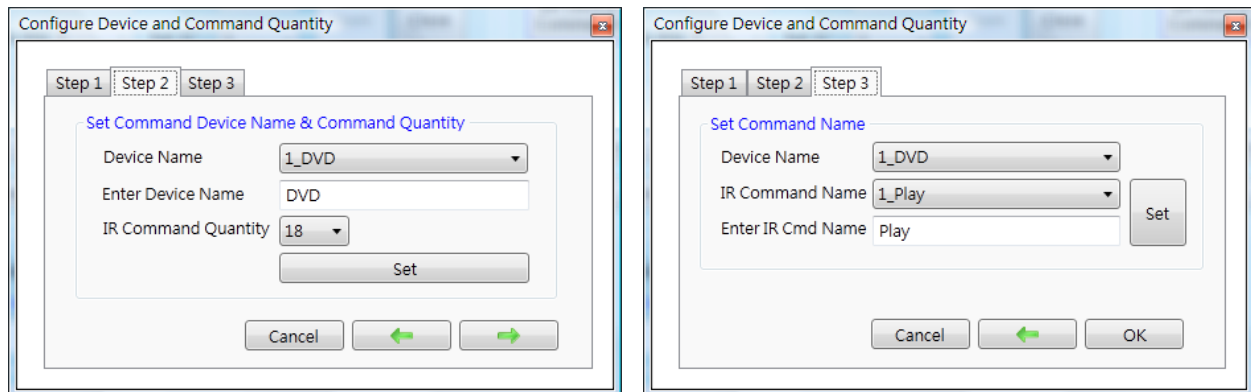 Configure Device and Command Quantity
Step 1 Step 2 Step 3
Set Command Device Name & Command Quantity
Device Name 1_DVD
Enter Device Name DVD
IR Command Quantity 18
Set
Cancel
Configure Device and Command Quantity
Step 1 Step 2 Step 3
Set Command Name
Device Name 1_DVD
IR Command Name 1_Play
Set
Enter IR Cmd Name Play
Cancel OK